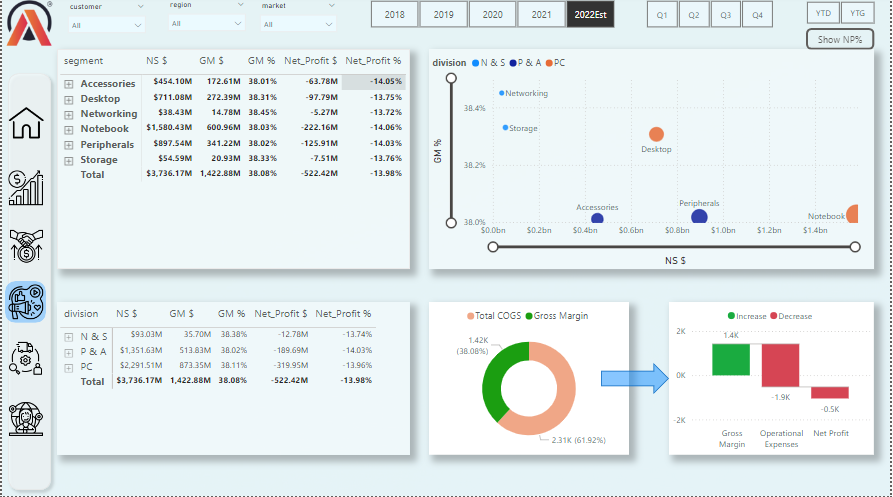 customer region market
All All All
2018 2019 2020 2021 2022Est
Q1 Q2 Q3 Q4
YTD YTG
Show NP%
segment NS $ GM $ GM % Net_Profit $ Net_Profit %
Accessories $454.10M 172.61M 38.01% -63.78M -14.05%
Desktop $711.08M 272.39M 38.31% -97.79M -13.75%
Networking $38.43M 14.78M 38.45% -5.27M -13.72%
Notebook $1,580.43M 600.96M 38.03% -222.16M -14.06%
Peripherals $897.54M 341.22M 38.02% -125.91M -14.03%
Storage $54.59M 20.93M 38.33% -7.51M -13.76%
Total $3,736.17M 1,422.88M 38.08% -522.42M -13.98%
division N & S P & A PC
GM %
38.4%
38.2%
38.0%
Networking
Storage
Desktop
Accessories
Peripherals
Notebook
$0.0bn $0.2bn $0.4bn $0.6bn $0.8bn $1.0bn $1.2bn $1.4bn
NS $
division NS $ GM $ GM % Net_Profit $ Net_Profit %
N & S $93.03M 35.70M 38.38% -12.78M -13.74%
P & A $1,351.63M 513.83M 38.02% -189.69M -14.03%
PC $2,291.51M 873.35M 38.11% -319.95M -13.96%
Total $3,736.17M 1,422.88M 38.08% -522.42M -13.98%
Total COGS Gross Margin
1.42K
(38.08%)
2.31K (61.92%)
Increase Decrease
2K
0K
-2K
1.4K
-1.9K
-0.5K
Gross
Margin
Operational
Expenses
Net Profit